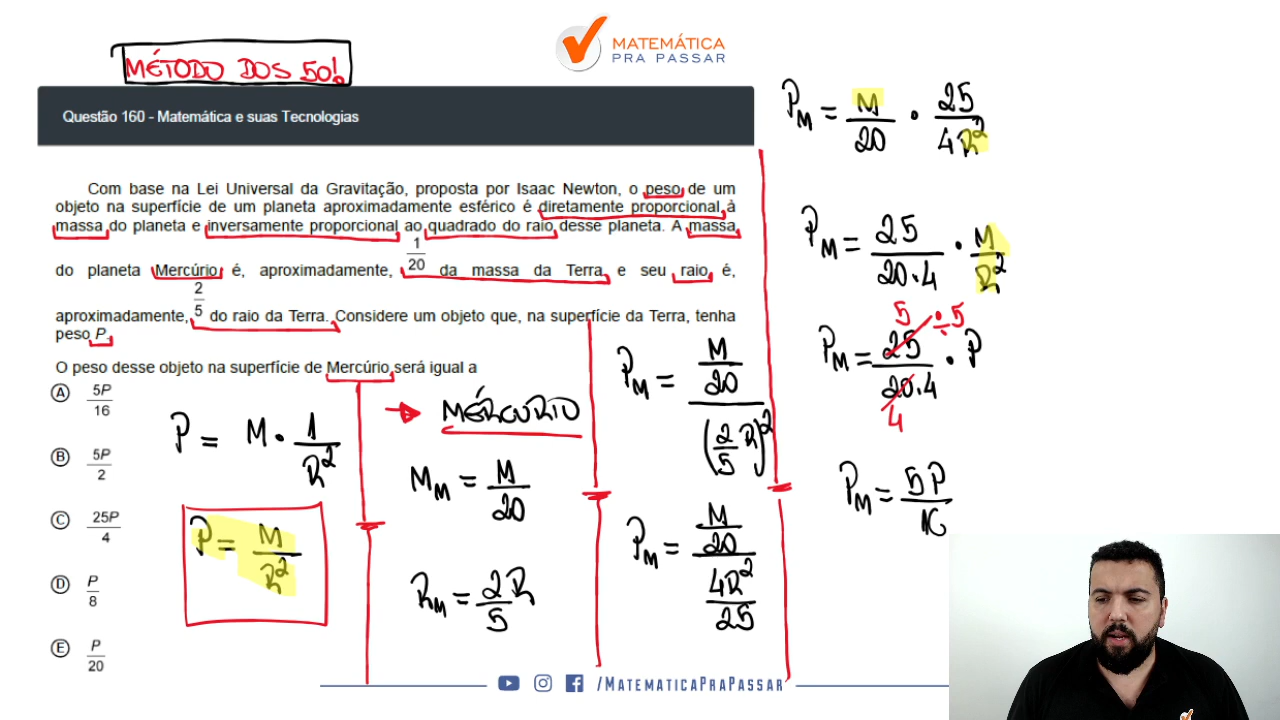 MÉTODO DOS 50!
MATEMÁTICA
PRA PASSAR
Questão 160 - Matemática e suas Tecnologias
Com base na Lei Universal da Gravitação, proposta por Isaac Newton, o peso de um
objeto na superfície de um planeta aproximadamente esférico é diretamente proporcional à
massa do planeta e inversamente proporcional ao quadrado do raio desse planeta. A massa
do planeta Mercúrio é, aproximadamente, 1/20 da massa da Terra e seu raio é,
aproximadamente, 2/5 do raio da Terra. Considere um objeto que, na superfície da Terra, tenha
peso P.
O peso desse objeto na superfície de Mercúrio será igual a
A 5P/16
B 5P/2
C 25P/4
D P/8
E P/20
P = M · 1/R²
P = M/R²
→ MÉRCÚRIO
M_M = M/20
R_M = 2/5 R
P_M = (M/20)/(2/5 R)²
P_M = (M/20)/(4R²/25)
P_M = M/20 · 25/4R²
P_M = 25/20·4 · M/R²
5 ÷5
P_M = 25/20·4 · P
4
P_M = 5P/16
/MATEMATICAPRAPASSAR